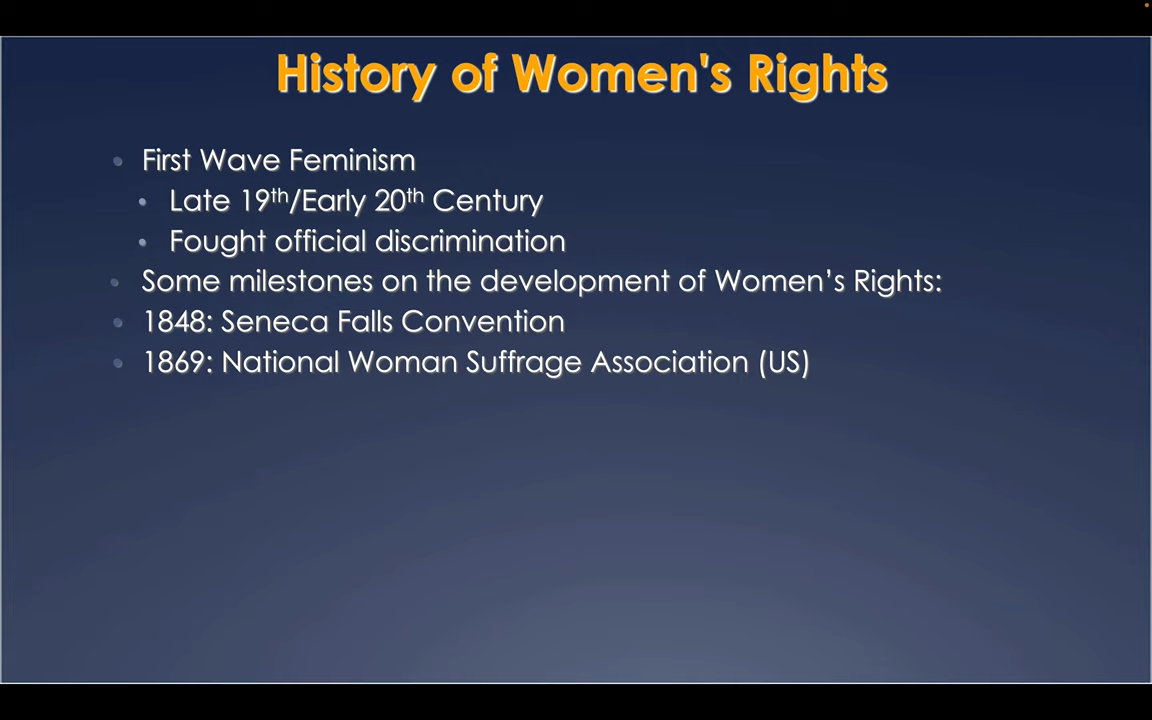 History of Women's Rights
• First Wave Feminism
• Late 19th/Early 20th Century
• Fought official discrimination
• Some milestones on the development of Women’s Rights:
• 1848: Seneca Falls Convention
• 1869: National Woman Suffrage Association (US)